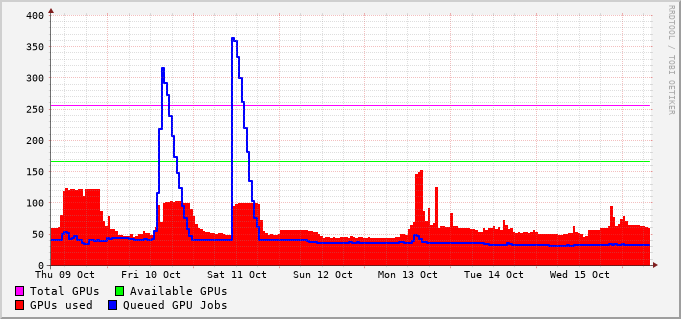 400
350
300
250
200
150
100
50
0
Thu 09 Oct Fri 10 Oct Sat 11 Oct Sun 12 Oct Mon 13 Oct Tue 14 Oct Wed 15 Oct
Total GPUs Available GPUs
GPUs used Queued GPU Jobs
RRDTOOL / TOBI OETIKER